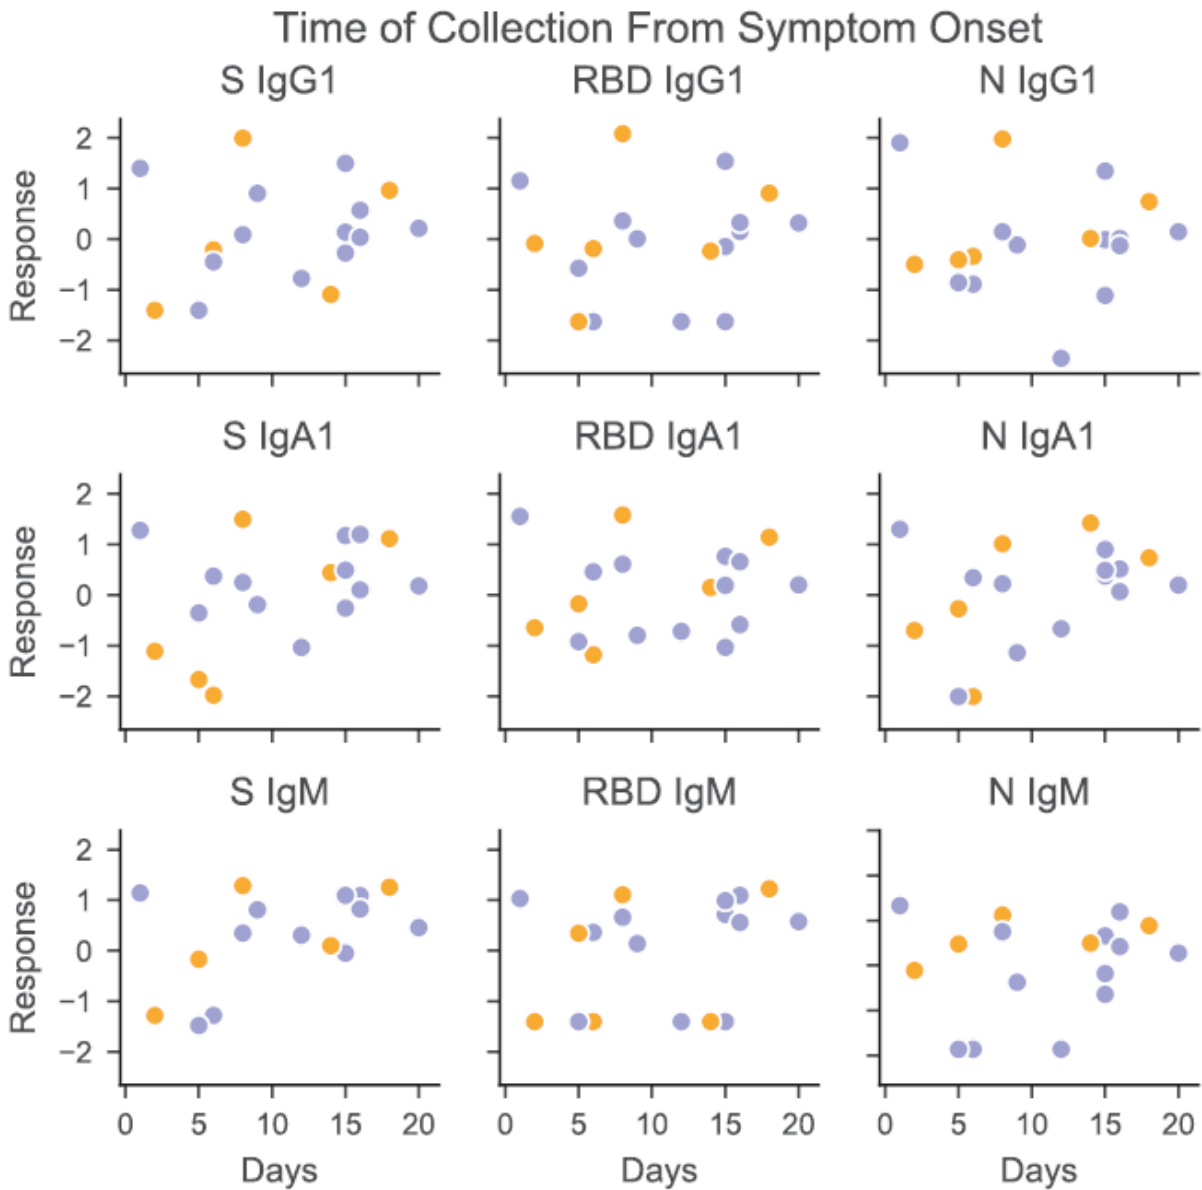 Time of Collection From Symptom Onset
S IgG1 RBD IgG1 N IgG1
Response
2
1
0
−1
−2
S IgA1 RBD IgA1 N IgA1
Response
2
1
0
−1
−2
S IgM RBD IgM N IgM
Response
2
1
0
−1
−2
0 5 10 15 20 0 5 10 15 20 0 5 10 15 20
Days Days Days